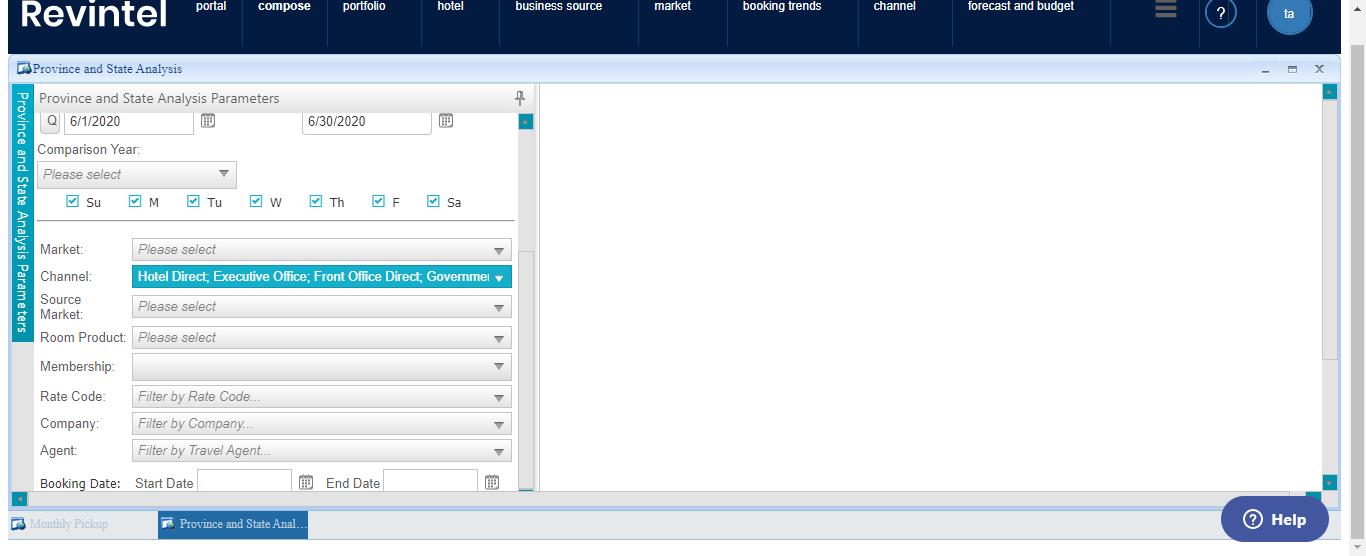 Revintel portal compose portfolio hotel business source market booking trends channel forecast and budget ? ta
Province and State Analysis
Province and State Analysis Parameters
Province and State Analysis Parameters
Q 6/1/2020 6/30/2020
Comparison Year:
Please select
Su M Tu W Th F Sa
Market: Please select
Channel: Hotel Direct; Executive Office; Front Office Direct; Governme
Source
Market: Please select
Room Product: Please select
Membership:
Rate Code: Filter by Rate Code...
Company: Filter by Company...
Agent: Filter by Travel Agent...
Booking Date: Start Date End Date
Monthly Pickup Province and State Anal...
? Help